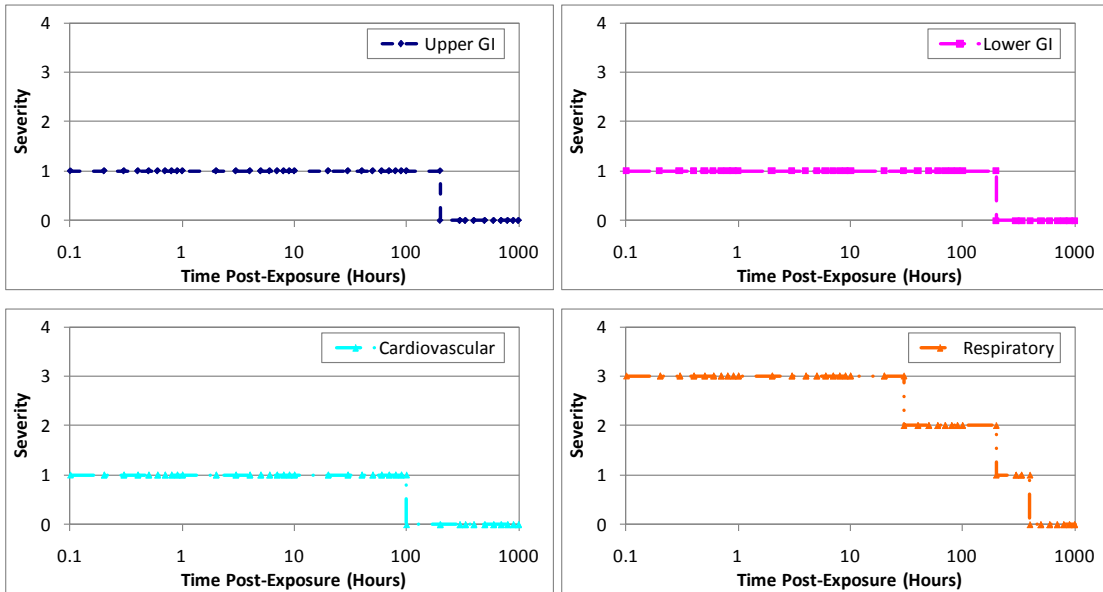 4
Upper GI
3
Severity
2
1
0
0.1 1 10 100 1000
Time Post-Exposure (Hours)
4
Lower GI
3
Severity
2
1
0
0.1 1 10 100 1000
Time Post-Exposure (Hours)
4
Cardiovascular
3
Severity
2
1
0
0.1 1 10 100 1000
Time Post-Exposure (Hours)
4
Respiratory
3
Severity
2
1
0
0.1 1 10 100 1000
Time Post-Exposure (Hours)